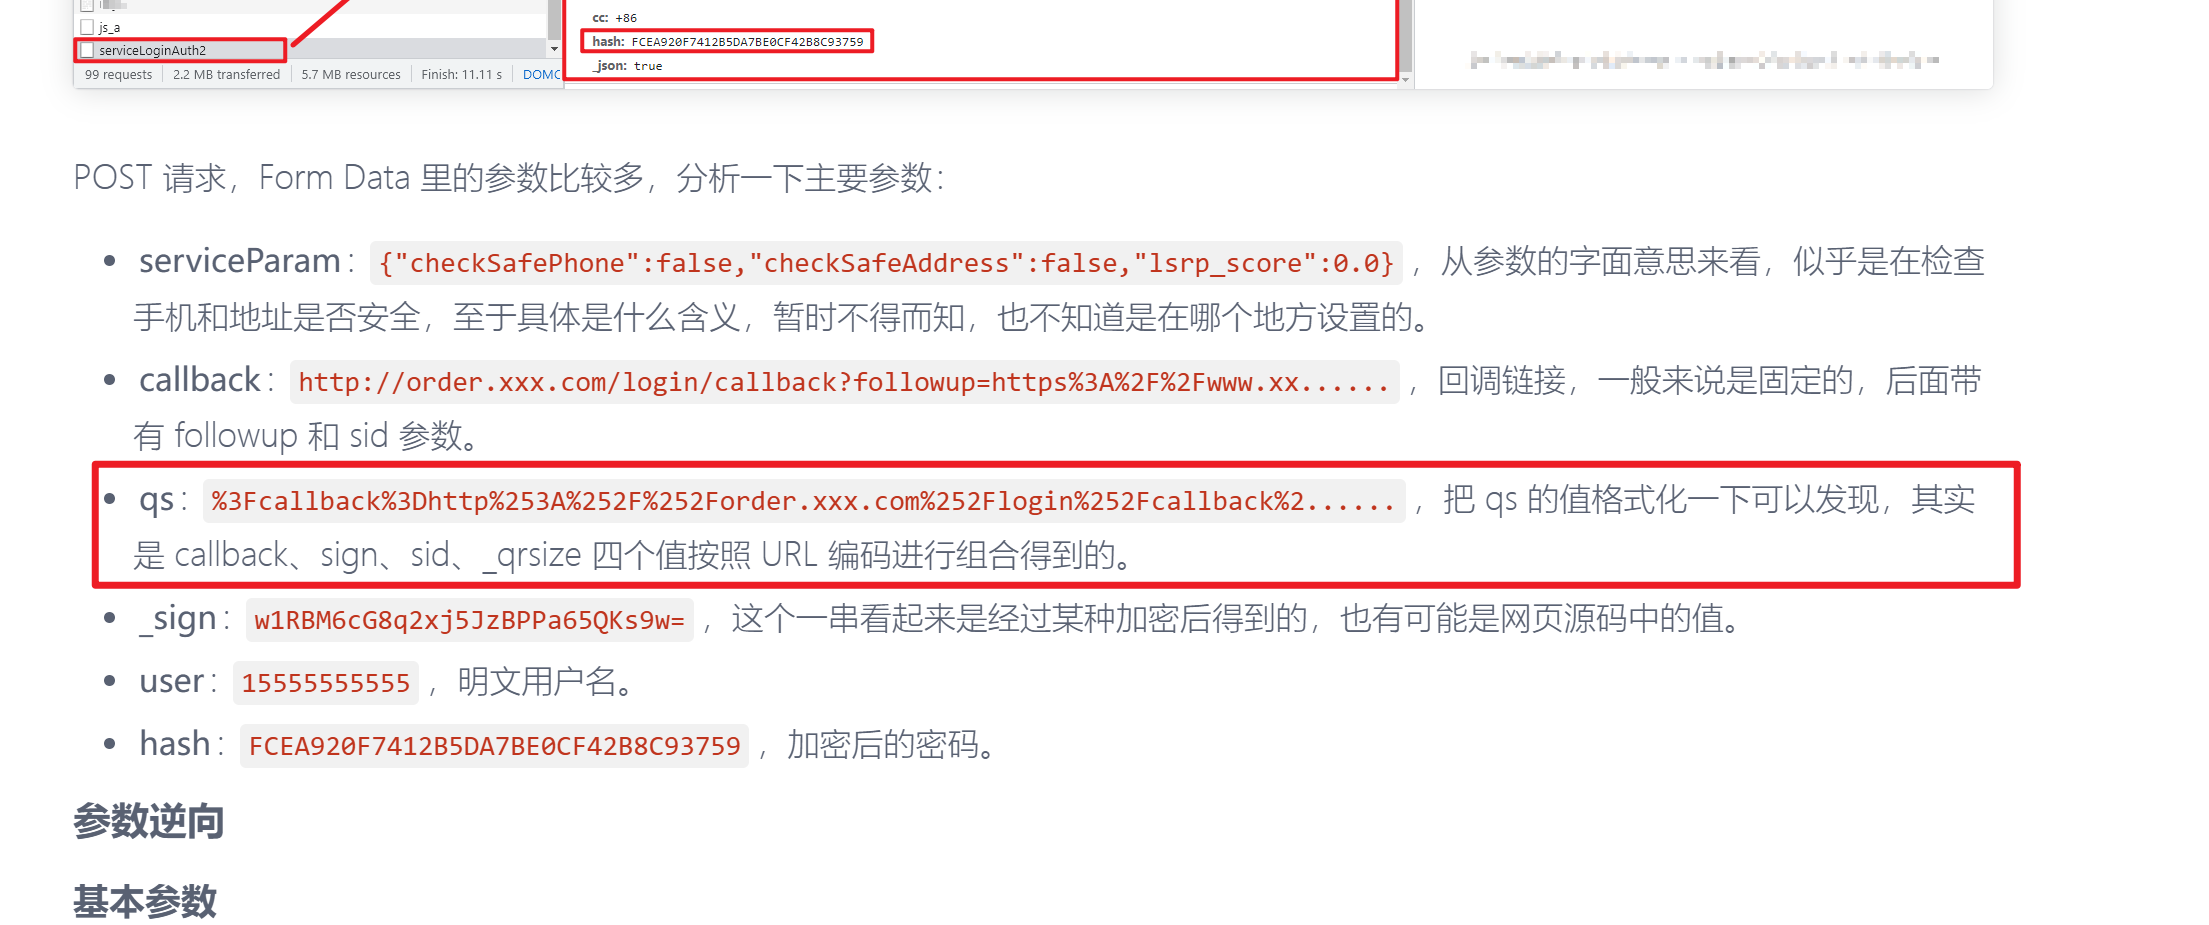 js_a
serviceLoginAuth2
99 requests 2.2 MB transferred 5.7 MB resources Finish: 11.11 s DOMC
cc: +86
hash: FCEA920F7412B5DA7BE0CF42B8C93759
_json: true
POST 请求，Form Data 里的参数比较多，分析一下主要参数：
• serviceParam：{"checkSafePhone":false,"checkSafeAddress":false,"lsrp_score":0.0}，从参数的字面意思来看，似乎是在检查
手机和地址是否安全，至于具体是什么含义，暂时不得而知，也不知道是在哪个地方设置的。
• callback：http://order.xxx.com/login/callback?followup=https%3A%2F%2Fwww.xx......，回调链接，一般来说是固定的，后面带
有 followup 和 sid 参数。
• qs：%3Fcallback%3Dhttp%253A%252F%252Forder.xxx.com%252Flogin%252Fcallback%2......，把 qs 的值格式化一下可以发现，其实
是 callback、sign、sid、_qrsize 四个值按照 URL 编码进行组合得到的。
• _sign：w1RBM6cG8q2xj5JzBPPa65QKs9w=，这个一串看起来是经过某种加密后得到的，也有可能是网页源码中的值。
• user：15555555555，明文用户名。
• hash：FCEA920F7412B5DA7BE0CF42B8C93759，加密后的密码。
参数逆向
基本参数